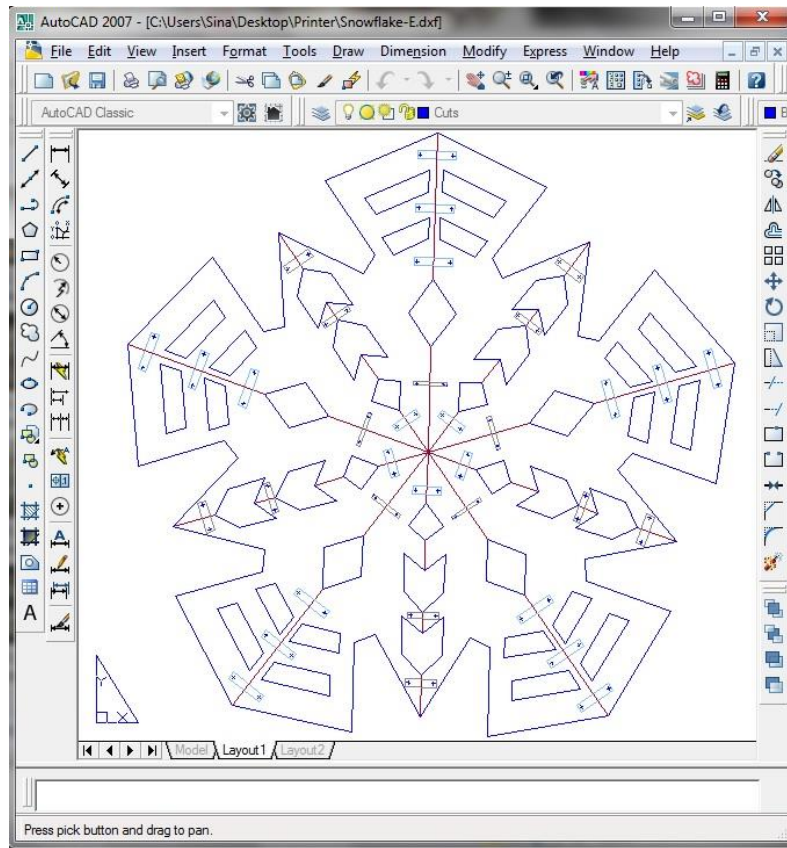 AutoCAD 2007 - [C:\Users\Sina\Desktop\Printer\Snowflake-E.dxf]
File Edit View Insert Format Tools Draw Dimension Modify Express Window Help
AutoCAD Classic Cuts B
A
Y
X
Model Layout1 Layout2
Press pick button and drag to pan.